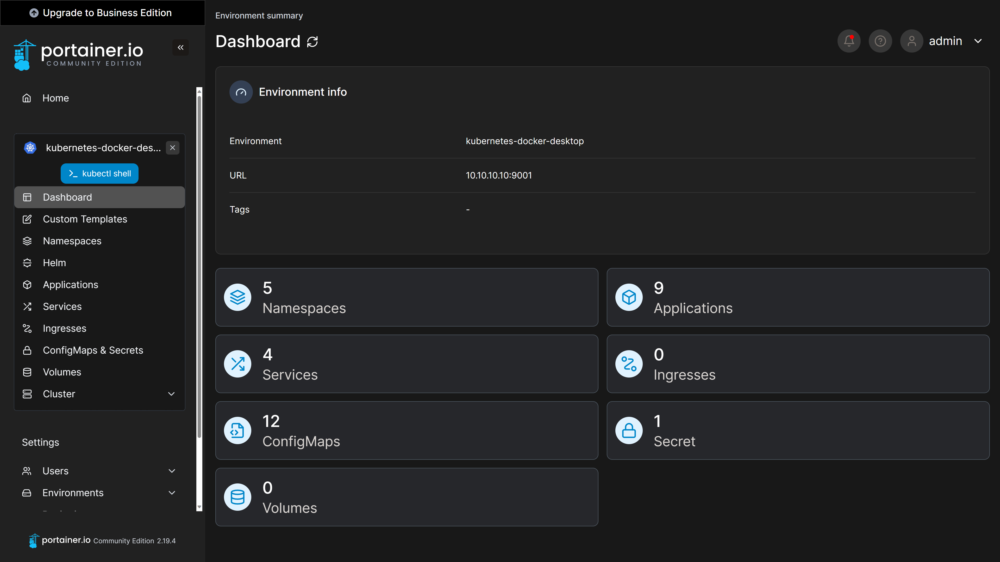 Upgrade to Business Edition
portainer.io
COMMUNITY EDITION
Home
kubernetes-docker-des...
kubectl shell
Dashboard
Custom Templates
Namespaces
Helm
Applications
Services
Ingresses
ConfigMaps & Secrets
Volumes
Cluster
Settings
Users
Environments
portainer.io Community Edition 2.19.4
Environment summary
Dashboard
admin
Environment info
Environment kubernetes-docker-desktop
URL 10.10.10.10:9001
Tags -
5
Namespaces
9
Applications
4
Services
0
Ingresses
12
ConfigMaps
1
Secret
0
Volumes